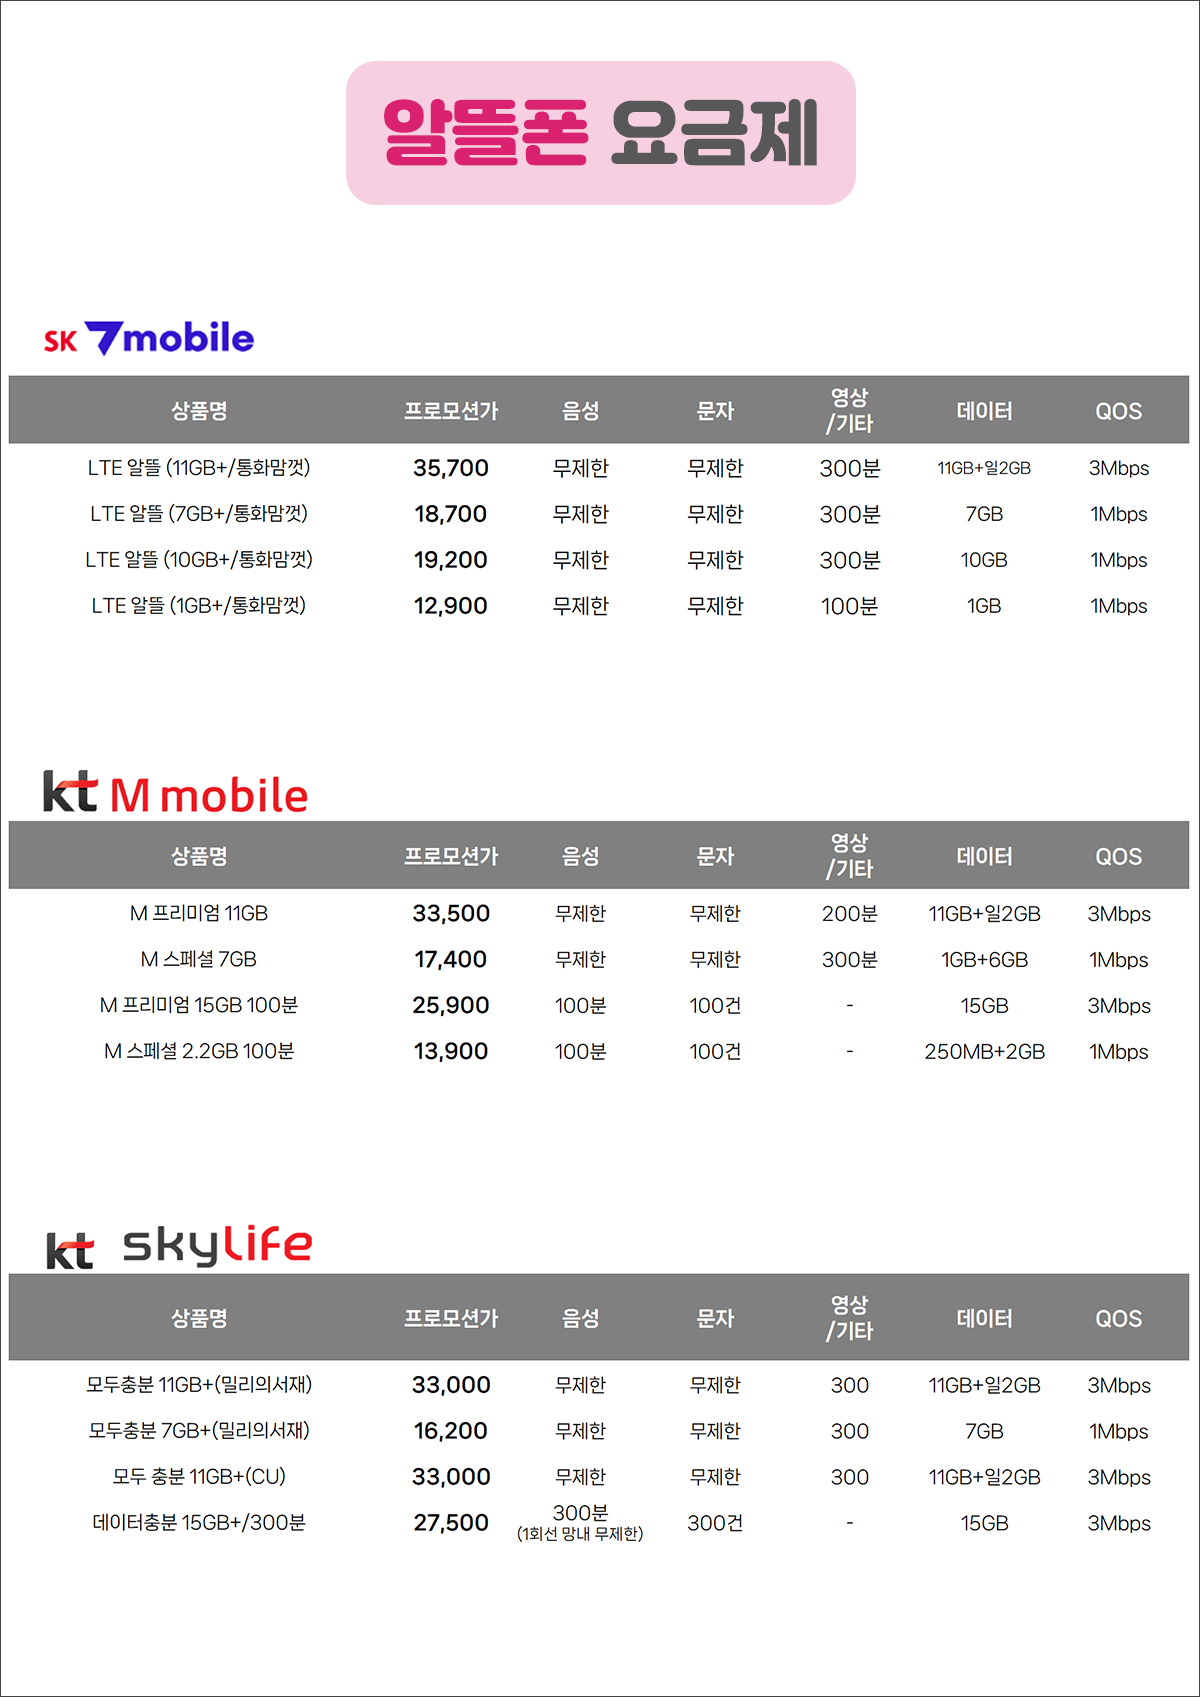 알뜰폰 요금제
SK 7mobile
상품명 프로모션가 음성 문자 영상/기타 데이터 QOS
LTE 알뜰 (11GB+/통화맘껏) 35,700 무제한 무제한 300분 11GB+일2GB 3Mbps
LTE 알뜰 (7GB+/통화맘껏) 18,700 무제한 무제한 300분 7GB 1Mbps
LTE 알뜰 (10GB+/통화맘껏) 19,200 무제한 무제한 300분 10GB 1Mbps
LTE 알뜰 (1GB+/통화맘껏) 12,900 무제한 무제한 100분 1GB 1Mbps
kt M mobile
상품명 프로모션가 음성 문자 영상/기타 데이터 QOS
M 프리미엄 11GB 33,500 무제한 무제한 200분 11GB+일2GB 3Mbps
M 스페셜 7GB 17,400 무제한 무제한 300분 1GB+6GB 1Mbps
M 프리미엄 15GB 100분 25,900 100분 100건 - 15GB 3Mbps
M 스페셜 2.2GB 100분 13,900 100분 100건 - 250MB+2GB 1Mbps
kt skylife
상품명 프로모션가 음성 문자 영상/기타 데이터 QOS
모두충분 11GB+(밀리의서재) 33,000 무제한 무제한 300 11GB+일2GB 3Mbps
모두충분 7GB+(밀리의서재) 16,200 무제한 무제한 300 7GB 1Mbps
모두 충분 11GB+(CU) 33,000 무제한 무제한 300 11GB+일2GB 3Mbps
데이터충분 15GB+/300분 27,500 300분 (1회선 망내 무제한) 300건 - 15GB 3Mbps